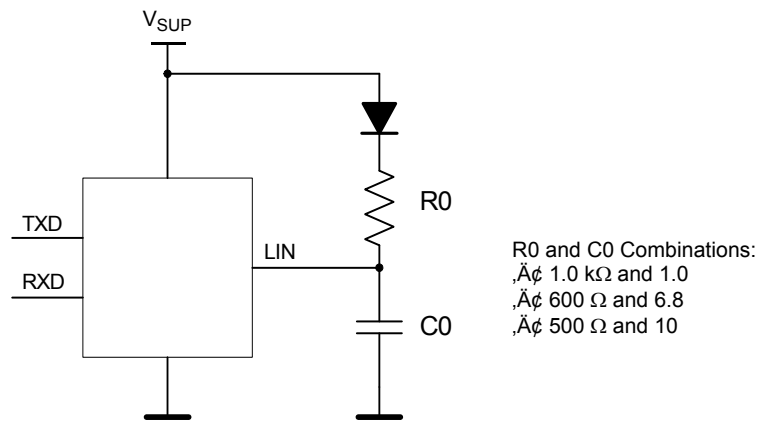 VSUP
R0
TXD
LIN
RXD
C0
R0 and C0 Combinations:
‚Ä¢ 1.0 kΩ and 1.0
‚Ä¢ 600 Ω and 6.8
‚Ä¢ 500 Ω and 10